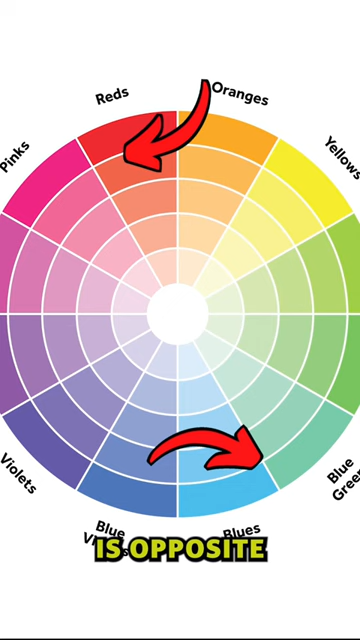 Reds
Oranges
Pinks
Yellows
Violets
Blue
Blue
Green
Blues
IS OPPOSITE